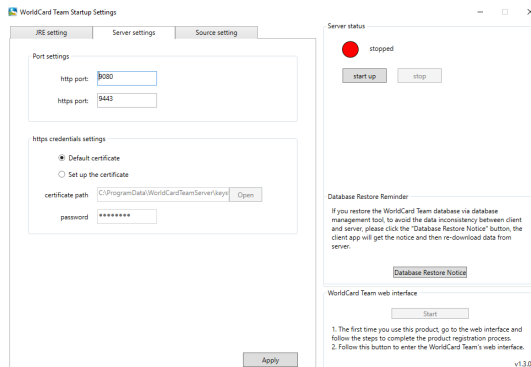 WorldCard Team Startup Settings
JRE setting
Server settings
Source setting
Port settings
http port:
9080
https port:
9443
https credentials settings
Default certificate
Set up the certificate
certificate path
C:\ProgramData\WorldCardTeamServer\keys
Open
password
********
Apply
Server status
stopped
start up
stop
Database Restore Reminder
If you restore the WorldCard Team database via database
management tool, to avoid the data inconsistency between client
and server, please click the "Database Restore Notice" button, the
client app will get the notice and then re-download data from
server.
Database Restore Notice
WorldCard Team web interface
Start
1. The first time you use this product, go to the web interface and
follow the steps to complete the product registration process.
2. Follow this button to enter the WorldCard Team's web interface.
v1.3.0